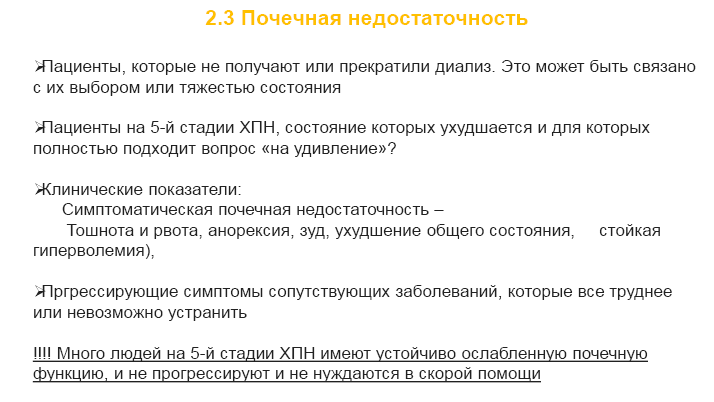 2.3 Почечная недостаточность
➢Пациенты, которые не получают или прекратили диализ. Это может быть связано
с их выбором или тяжестью состояния
➢Пациенты на 5-й стадии ХПН, состояние которых ухудшается и для которых
полностью подходит вопрос «на удивление»?
➢Клинические показатели:
Симптоматическая почечная недостаточность –
Тошнота и рвота, анорексия, зуд, ухудшение общего состояния, стойкая
гиперволемия),
➢Пргрессирующие симптомы сопутствующих заболеваний, которые все труднее
или невозможно устранить
!!!! Много людей на 5-й стадии ХПН имеют устойчиво ослабленную почечную
функцию, и не прогрессируют и не нуждаются в скорой помощи